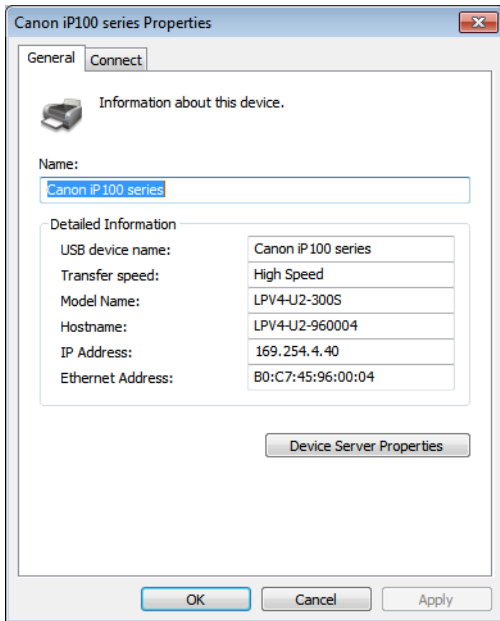 Canon iP100 series Properties
General Connect
Information about this device.
Name:
Canon iP100 series
Detailed Information
USB device name: Canon iP100 series
Transfer speed: High Speed
Model Name: LPV4-U2-300S
Hostname: LPV4-U2-960004
IP Address: 169.254.4.40
Ethernet Address: B0:C7:45:96:00:04
Device Server Properties
OK Cancel Apply